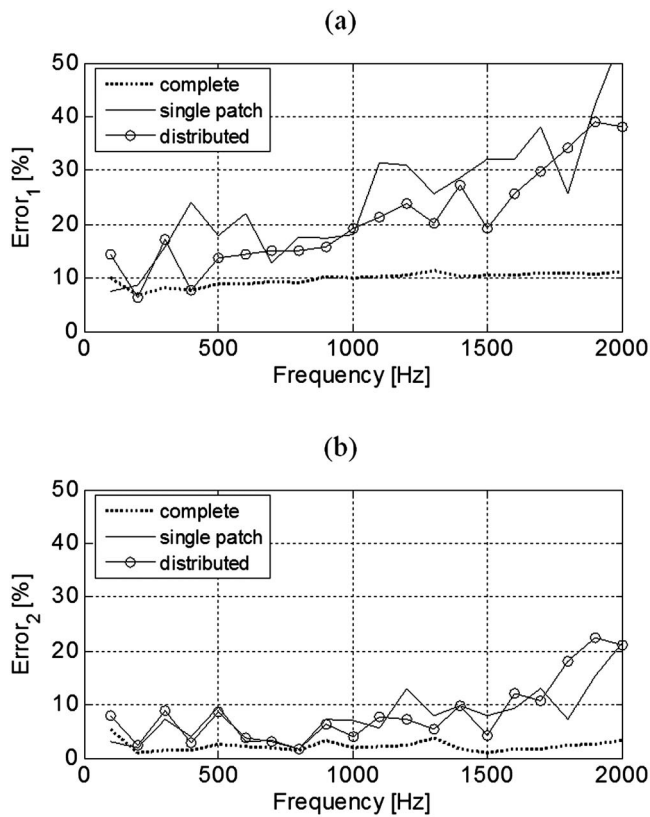 (a)
50
40
30
20
10
0
Error1 [%]
complete
single patch
distributed
0 500 1000 1500 2000
Frequency [Hz]
(b)
50
40
30
20
10
0
Error2 [%]
complete
single patch
distributed
0 500 1000 1500 2000
Frequency [Hz]